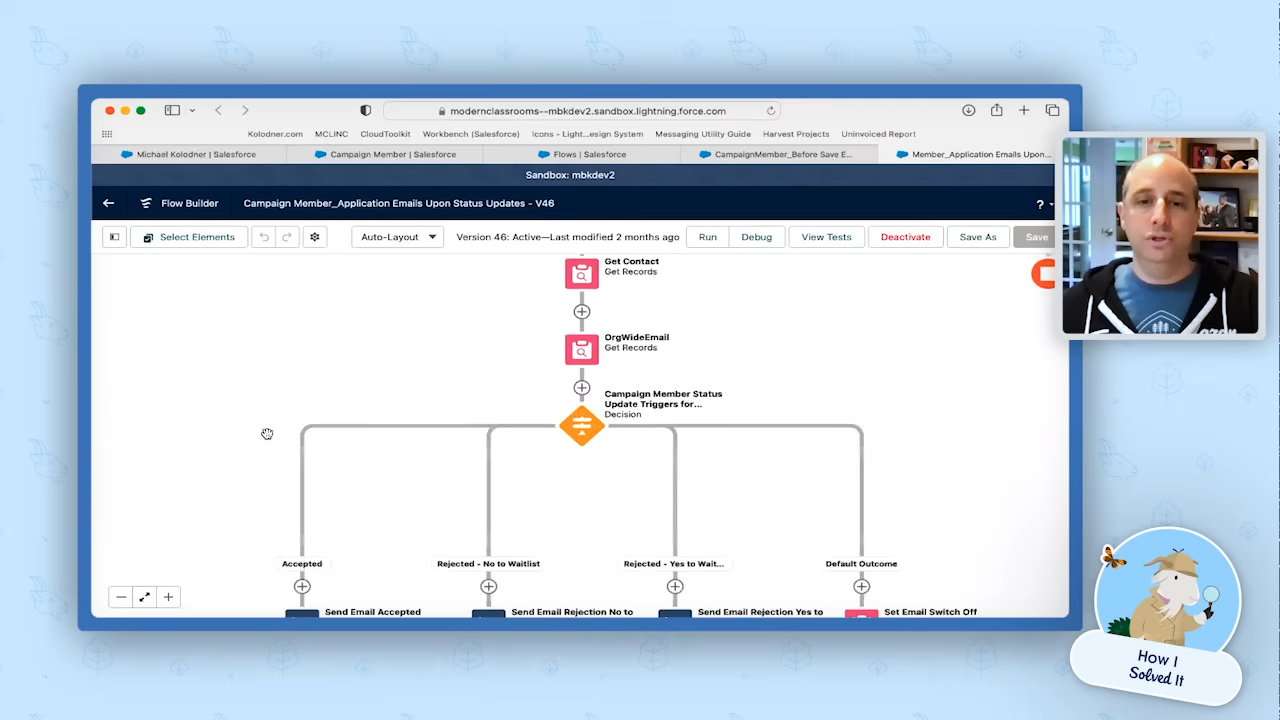 modernclassrooms--mbkdev2.sandbox.lightning.force.com
Kolodner.com MCLINC CloudToolkit Workbench (Salesforce) Icons - Light...esign System Messaging Utility Guide Harvest Projects Uninvoiced Report
Michael Kolodner | Salesforce Campaign Member | Salesforce Flows | Salesforce CampaignMember_Before Save E... Member_Application Emails Upon...
Sandbox: mbkdev2
Flow Builder Campaign Member_Application Emails Upon Status Updates - V46 ?
Select Elements Auto-Layout Version 46: Active—Last modified 2 months ago Run Debug View Tests Deactivate Save As Save
Get Contact
Get Records
OrgWideEmail
Get Records
Campaign Member Status
Update Triggers for...
Decision
Accepted Rejected - No to Waitlist Rejected - Yes to Wait... Default Outcome
Send Email Accepted Send Email Rejection No to Send Email Rejection Yes to Set Email Switch Off
How I
Solved It